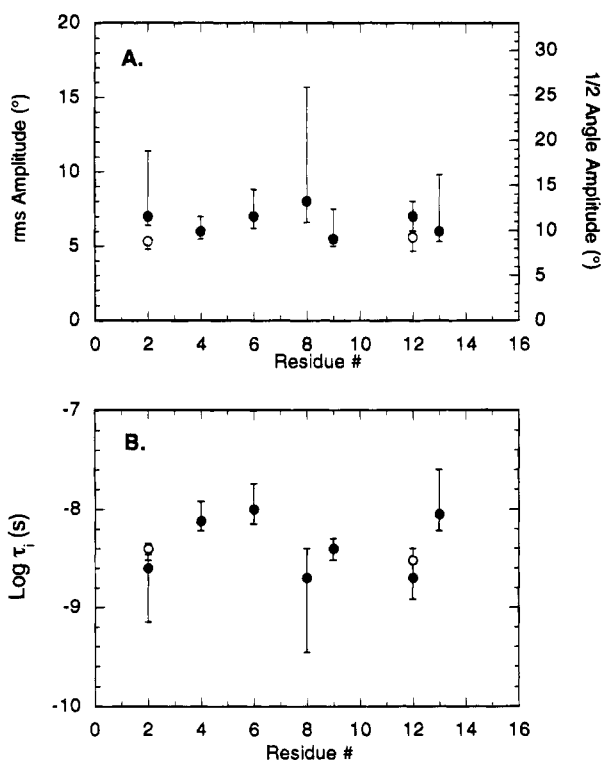 A.
rms Amplitude (°)
20
15
10
5
0
30
25
20
15
10
5
0
1/2 Angle Amplitude (°)
0 2 4 6 8 10 12 14 16
Residue #
B.
Log τi (s)
-7
-8
-9
-10
0 2 4 6 8 10 12 14 16
Residue #